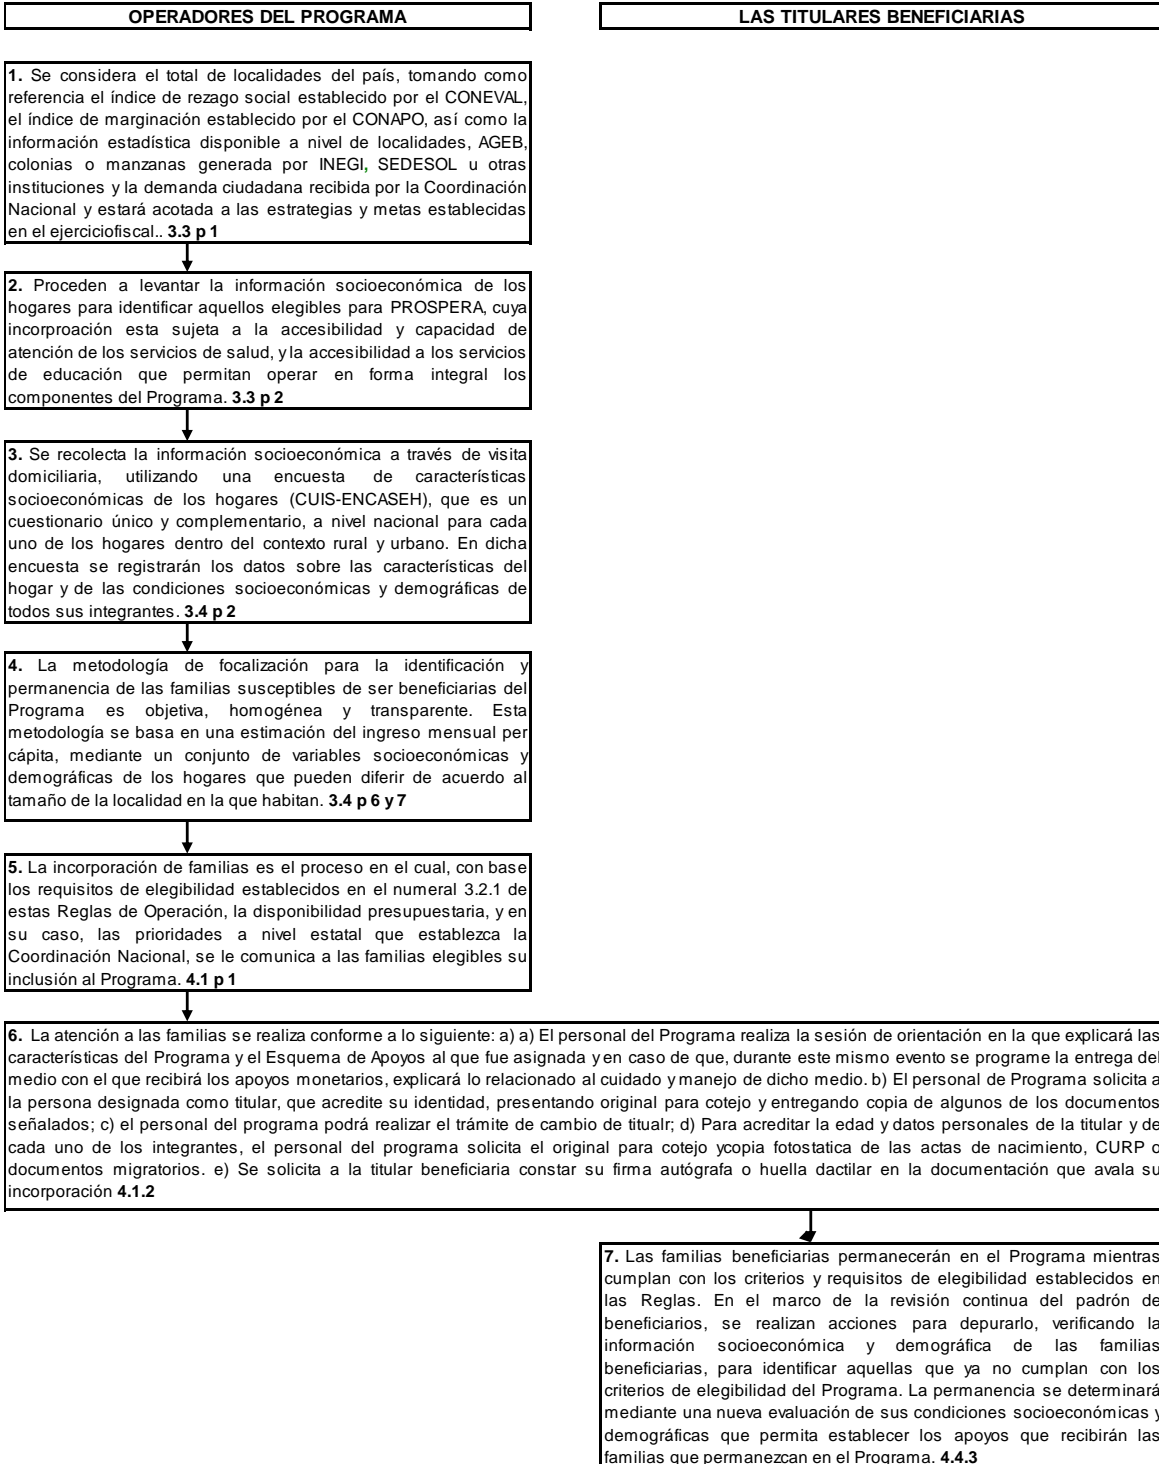 OPERADORES DEL PROGRAMA
LAS TITULARES BENEFICIARIAS
1. Se considera el total de localidades del país, tomando como
referencia el índice de rezago social establecido por el CONEVAL,
el índice de marginación establecido por el CONAPO, así como la
información estadística disponible a nivel de localidades, AGEB,
colonias o manzanas generada por INEGI, SEDESOL u otras
instituciones y la demanda ciudadana recibida por la Coordinación
Nacional y estará acotada a las estrategias y metas establecidas
en el ejerciciofiscal.. 3.3 p 1
2. Proceden a levantar la información socioeconómica de los
hogares para identificar aquellos elegibles para PROSPERA, cuya
incorproación esta sujeta a la accesibilidad y capacidad de
atención de los servicios de salud, y la accesibilidad a los servicios
de educación que permitan operar en forma integral los
componentes del Programa. 3.3 p 2
3. Se recolecta la información socioeconómica a través de visita
domiciliaria, utilizando una encuesta de características
socioeconómicas de los hogares (CUIS-ENCASEH), que es un
cuestionario único y complementario, a nivel nacional para cada
uno de los hogares dentro del contexto rural y urbano. En dicha
encuesta se registrarán los datos sobre las características del
hogar y de las condiciones socioeconómicas y demográficas de
todos sus integrantes. 3.4 p 2
4. La metodología de focalización para la identificación y
permanencia de las familias susceptibles de ser beneficiarias del
Programa es objetiva, homogénea y transparente. Esta
metodología se basa en una estimación del ingreso mensual per
cápita, mediante un conjunto de variables socioeconómicas y
demográficas de los hogares que pueden diferir de acuerdo al
tamaño de la localidad en la que habitan. 3.4 p 6 y 7
5. La incorporación de familias es el proceso en el cual, con base
los requisitos de elegibilidad establecidos en el numeral 3.2.1 de
estas Reglas de Operación, la disponibilidad presupuestaria, y en
su caso, las prioridades a nivel estatal que establezca la
Coordinación Nacional, se le comunica a las familias elegibles su
inclusión al Programa. 4.1 p 1
6. La atención a las familias se realiza conforme a lo siguiente: a) a) El personal del Programa realiza la sesión de orientación en la que explicará las
características del Programa y el Esquema de Apoyos al que fue asignada y en caso de que, durante este mismo evento se programe la entrega del
medio con el que recibirá los apoyos monetarios, explicará lo relacionado al cuidado y manejo de dicho medio. b) El personal de Programa solicita a
la persona designada como titular, que acredite su identidad, presentando original para cotejo y entregando copia de algunos de los documentos
señalados; c) el personal del programa podrá realizar el trámite de cambio de titualr; d) Para acreditar la edad y datos personales de la titular y de
cada uno de los integrantes, el personal del programa solicita el original para cotejo ycopia fotostatica de las actas de nacimiento, CURP o
documentos migratorios. e) Se solicita a la titular beneficiaria constar su firma autógrafa o huella dactilar en la documentación que avala su
incorporación 4.1.2
7. Las familias beneficiarias permanecerán en el Programa mientras
cumplan con los criterios y requisitos de elegibilidad establecidos en
las Reglas. En el marco de la revisión continua del padrón de
beneficiarios, se realizan acciones para depurarlo, verificando la
información socioeconómica y demográfica de las familias
beneficiarias, para identificar aquellas que ya no cumplan con los
criterios de elegibilidad del Programa. La permanencia se determinará
mediante una nueva evaluación de sus condiciones socioeconómicas y
demográficas que permita establecer los apoyos que recibirán las
familias que permanezcan en el Programa. 4.4.3